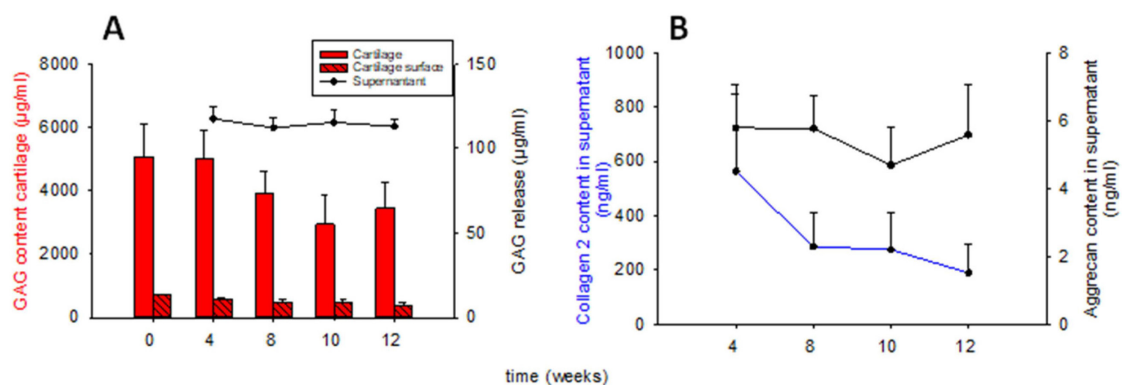 A
Cartilage
Cartilage surface
Supernantant
GAG content cartilage (µg/ml)
8000
6000
4000
2000
0
150
100
50
0
GAG release (µg/ml)
0 4 8 10 12
B
Collagen 2 content in supernatant
(ng/ml)
1000
800
600
400
200
0
8
6
4
2
0
Aggrecan content in supernatant
(ng/ml)
4 8 10 12
time (weeks)